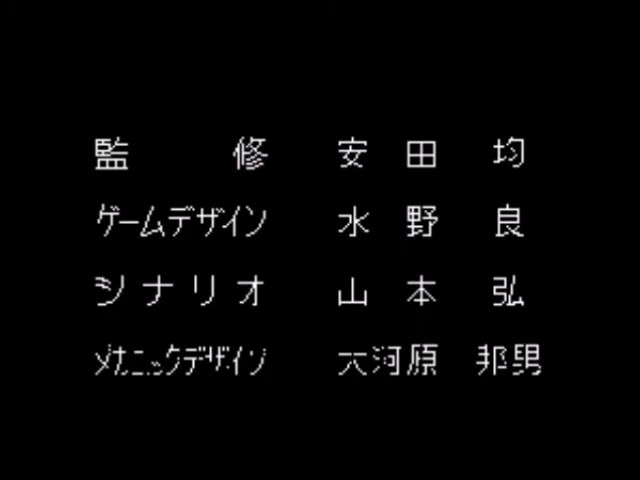 監修 安田 均
ゲームデザイン 水野 良
シナリオ 山本 弘
メカニックデザイン 大河原 邦男